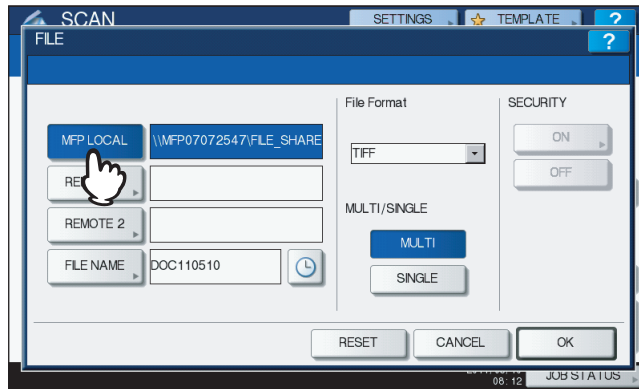 SCAN
SETTINGS
TEMPLATE
?
FILE
?
File Format
SECURITY
MFP LOCAL
\\MFP07072547\FILE_SHARE
ON
TIFF
OFF
RE
REMOTE 2
MULTI/SINGLE
MULTI
FILE NAME
DOC110510
SINGLE
RESET
CANCEL
OK
08:12
JOB STATUS